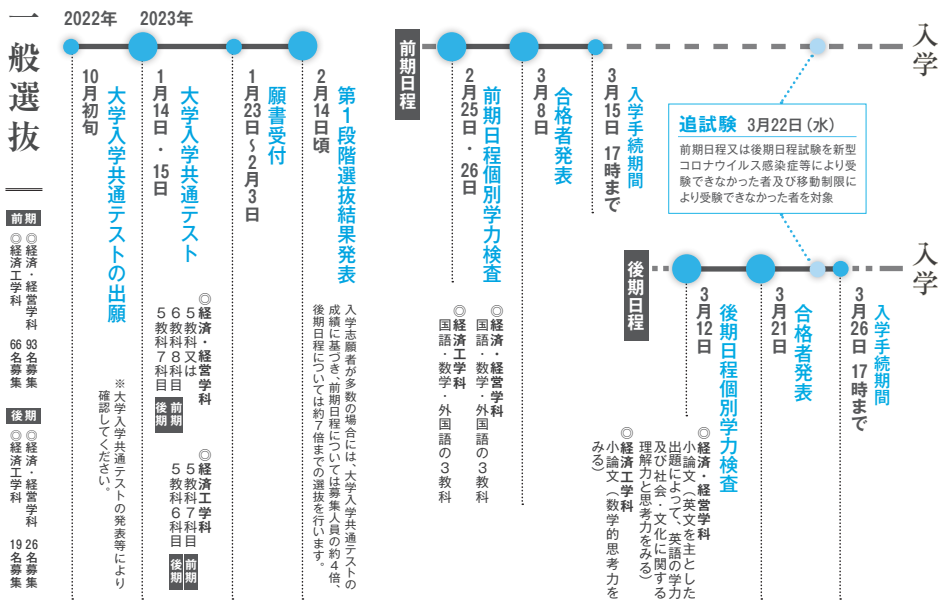 一般選抜
前期
◎経済・経営学科 93名募集
◎経済工学科 66名募集
後期
◎経済・経営学科 26名募集
◎経済工学科 19名募集
2022年
2023年
10月初旬
大学入学共通テストの出願
※大学入学共通テストの発表等により
確認してください。
1月14日・15日
大学入学共通テスト
◎経済・経営学科
5教科又は
6教科8科目
前期
5教科7科目
後期
◎経済工学科
5教科7科目
前期
5教科6科目
後期
1月23日~2月3日
願書受付
2月14日頃
第1段階選抜結果発表
入学志願者が多数の場合には、大学入学共通テストの
成績に基づき、前期日程については募集人員の約4倍、
後期日程については約7倍までの選抜を行います。
前期日程
2月25日・26日
前期日程個別学力検査
◎経済・経営学科
国語・数学・外国語の3教科
◎経済工学科
国語・数学・外国語の3教科
3月8日
合格者発表
3月15日 17時まで
入学手続期間
入学
追試験 3月22日(水)
前期日程又は後期日程試験を新型
コロナウイルス感染症等により受
験できなかった者及び移動制限に
より受験できなかった者を対象
後期日程
3月12日
後期日程個別学力検査
◎経済・経営学科
小論文(英文を主とした
出題によって、英語の学力
及び社会・文化に関する
理解力と思考力をみる)
◎経済工学科
小論文(数学的思考力を
みる)
3月21日
合格者発表
3月26日 17時まで
入学手続期間
入学